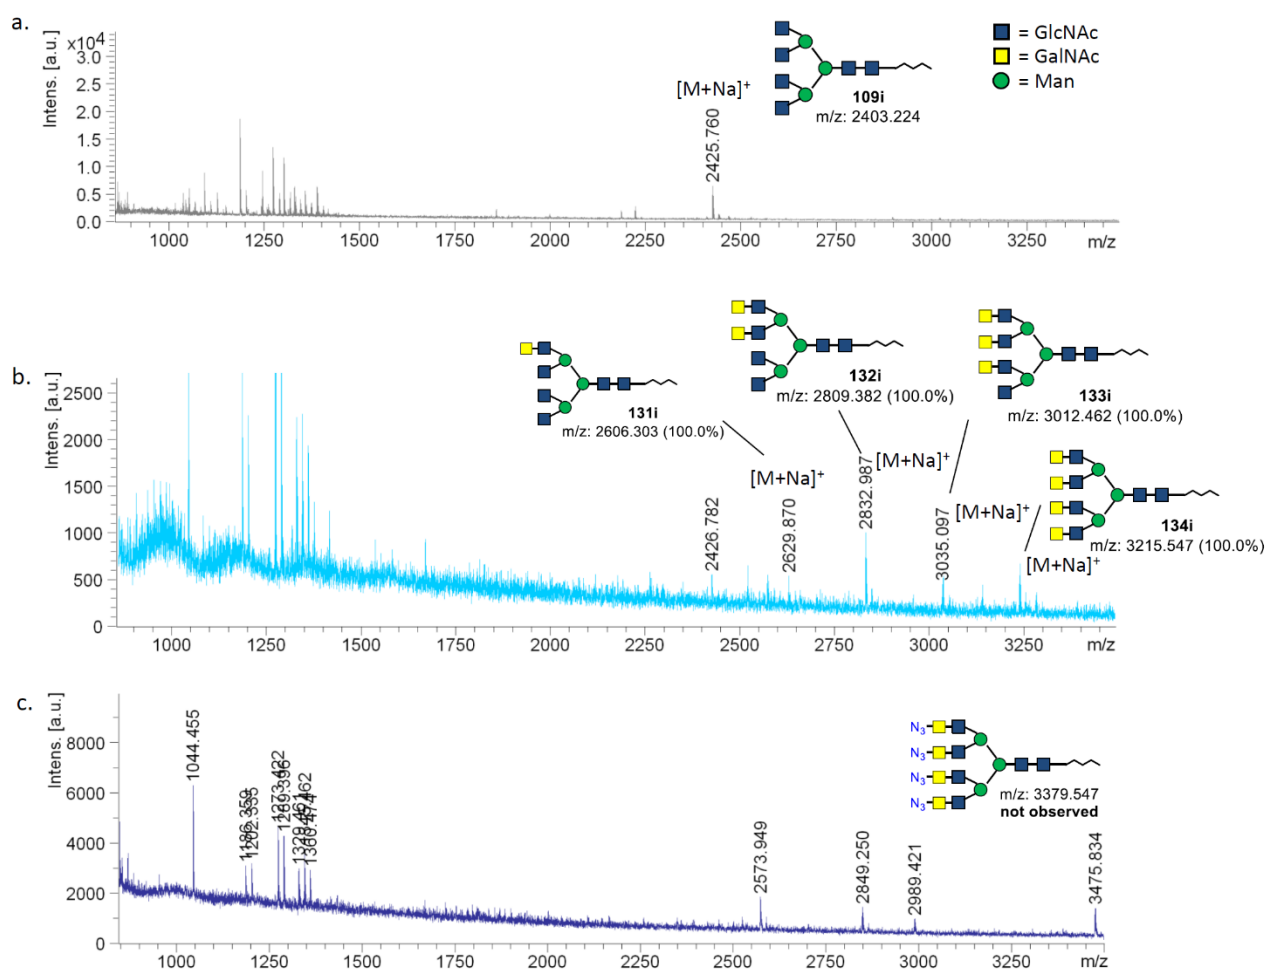 a.
x10⁴
Intens. [a.u.]
3.0
2.5
2.0
1.5
1.0
0.5
0.0
1000 1250 1500 1750 2000 2250 2500 2750 3000 3250 m/z
[M+Na]⁺
2425.760
109i
m/z: 2403.224
= GlcNAc
= GalNAc
= Man
b.
Intens. [a.u.]
2500
2000
1500
1000
500
0
1000 1250 1500 1750 2000 2250 2500 2750 3000 3250 m/z
131i
m/z: 2606.303 (100.0%)
132i
m/z: 2809.382 (100.0%)
133i
m/z: 3012.462 (100.0%)
134i
m/z: 3215.547 (100.0%)
[M+Na]⁺
[M+Na]⁺
[M+Na]⁺
[M+Na]⁺
2426.782
2629.870
2832.987
3035.097
c.
Intens. [a.u.]
8000
6000
4000
2000
0
1000 1250 1500 1750 2000 2250 2500 2750 3000 3250 m/z
1044.455
1186.359
1273.422
2573.949
2849.250
2989.421
3475.834
N₃
N₃
N₃
N₃
m/z: 3379.547
not observed